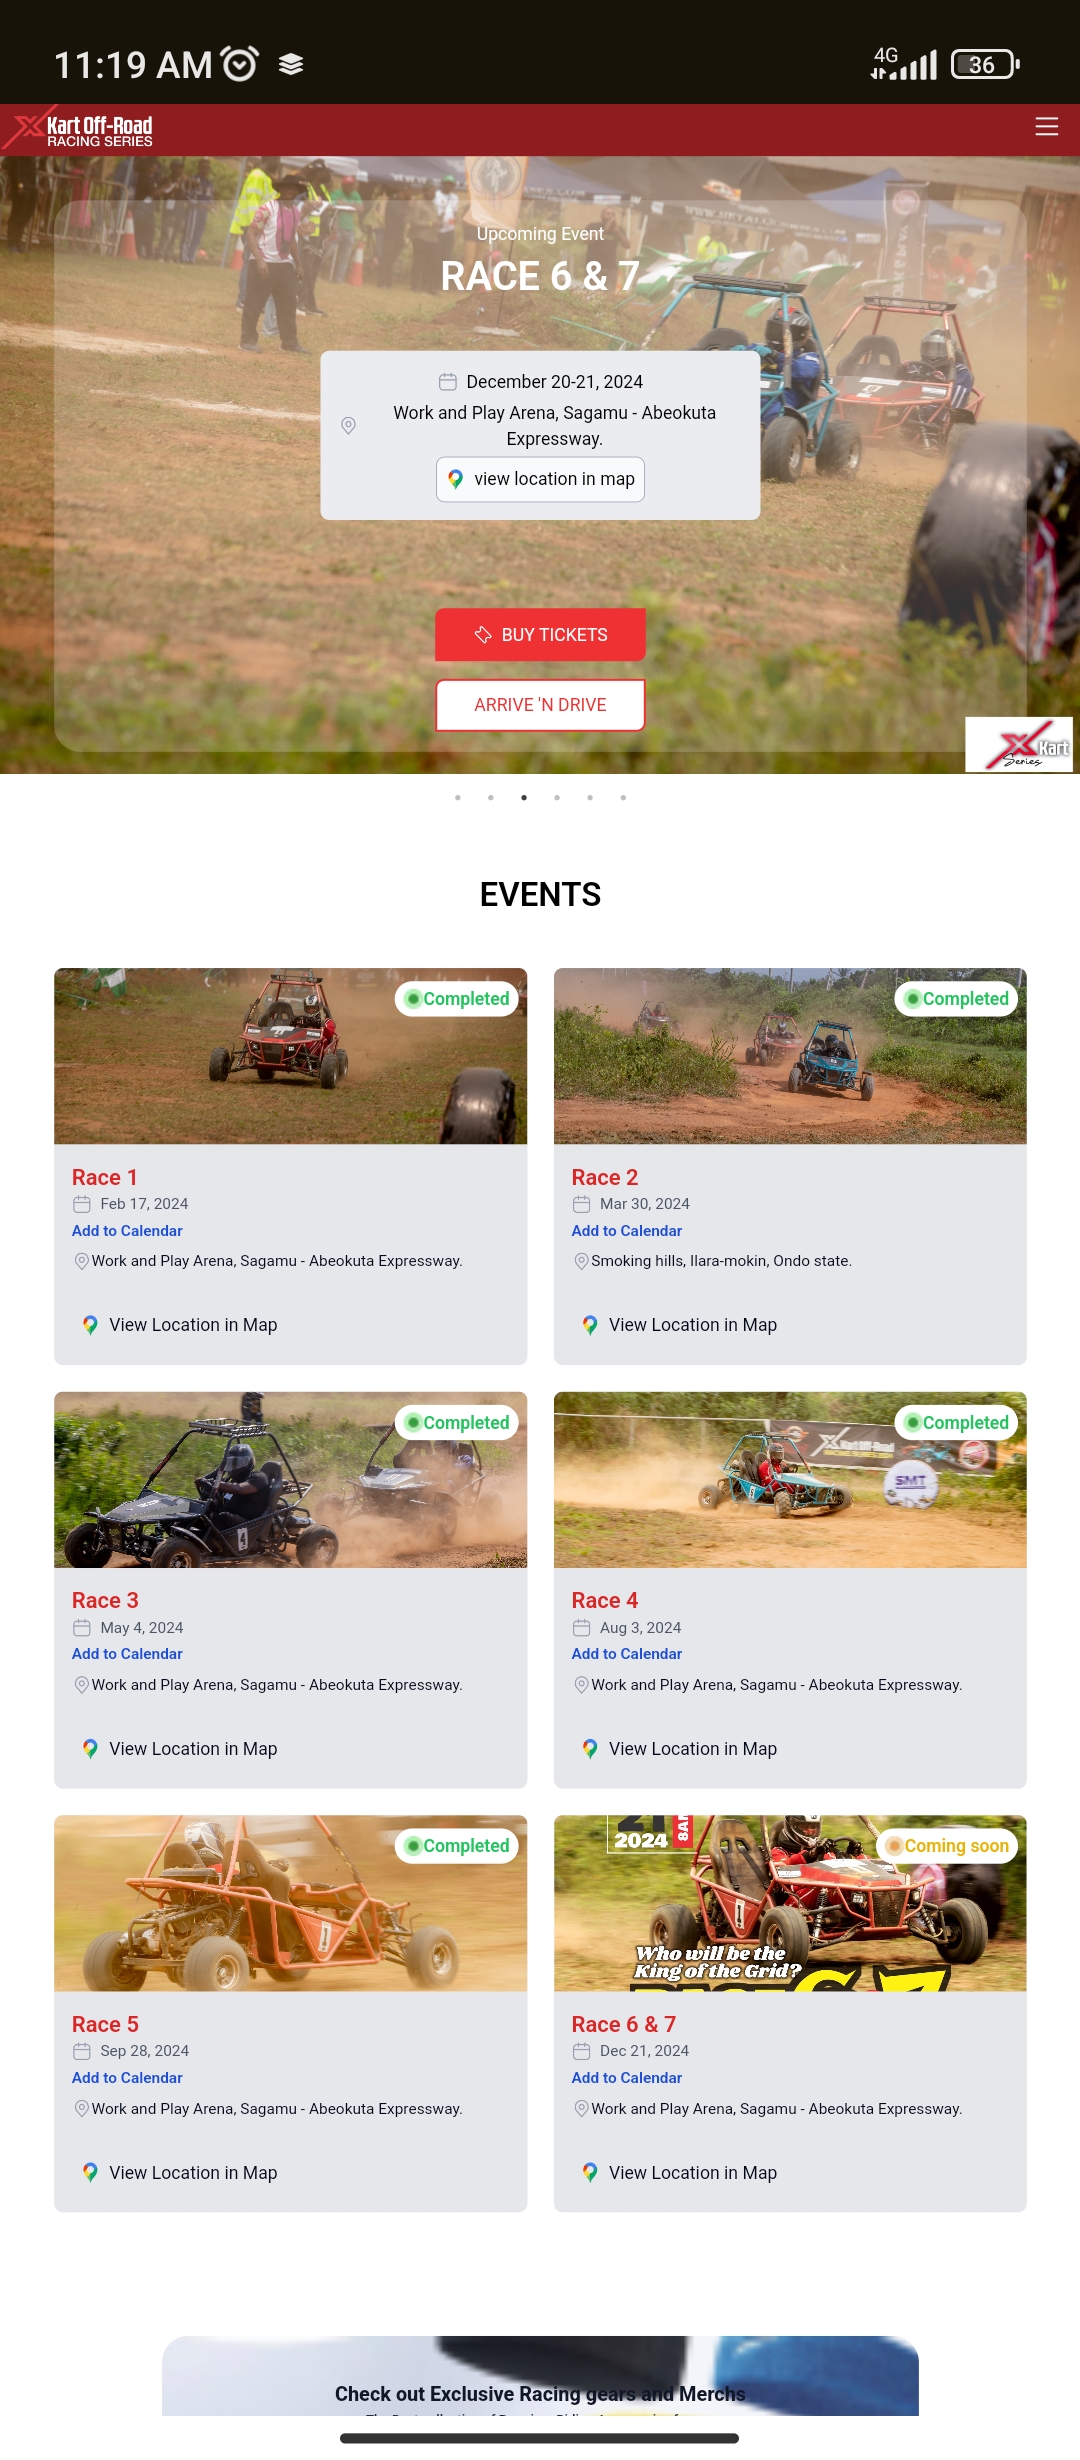 11:19 AM
4G
36
Kart Off-Road
RACING SERIES
Upcoming Event
RACE 6 & 7
December 20-21, 2024
Work and Play Arena, Sagamu - Abeokuta
Expressway.
view location in map
BUY TICKETS
ARRIVE 'N DRIVE
Kart
Series
EVENTS
Completed
Race 1
Feb 17, 2024
Add to Calendar
Work and Play Arena, Sagamu - Abeokuta Expressway.
View Location in Map
Completed
Race 2
Mar 30, 2024
Add to Calendar
Smoking hills, Ilara-mokin, Ondo state.
View Location in Map
Completed
Race 3
May 4, 2024
Add to Calendar
Work and Play Arena, Sagamu - Abeokuta Expressway.
View Location in Map
Completed
SMT
Race 4
Aug 3, 2024
Add to Calendar
Work and Play Arena, Sagamu - Abeokuta Expressway.
View Location in Map
Completed
1
Race 5
Sep 28, 2024
Add to Calendar
Work and Play Arena, Sagamu - Abeokuta Expressway.
View Location in Map
21
2024
8AM
Coming soon
1
Who will be the
King of the Grid?
RACE 6 7
Race 6 & 7
Dec 21, 2024
Add to Calendar
Work and Play Arena, Sagamu - Abeokuta Expressway.
View Location in Map
Check out Exclusive Racing gears and Merchs